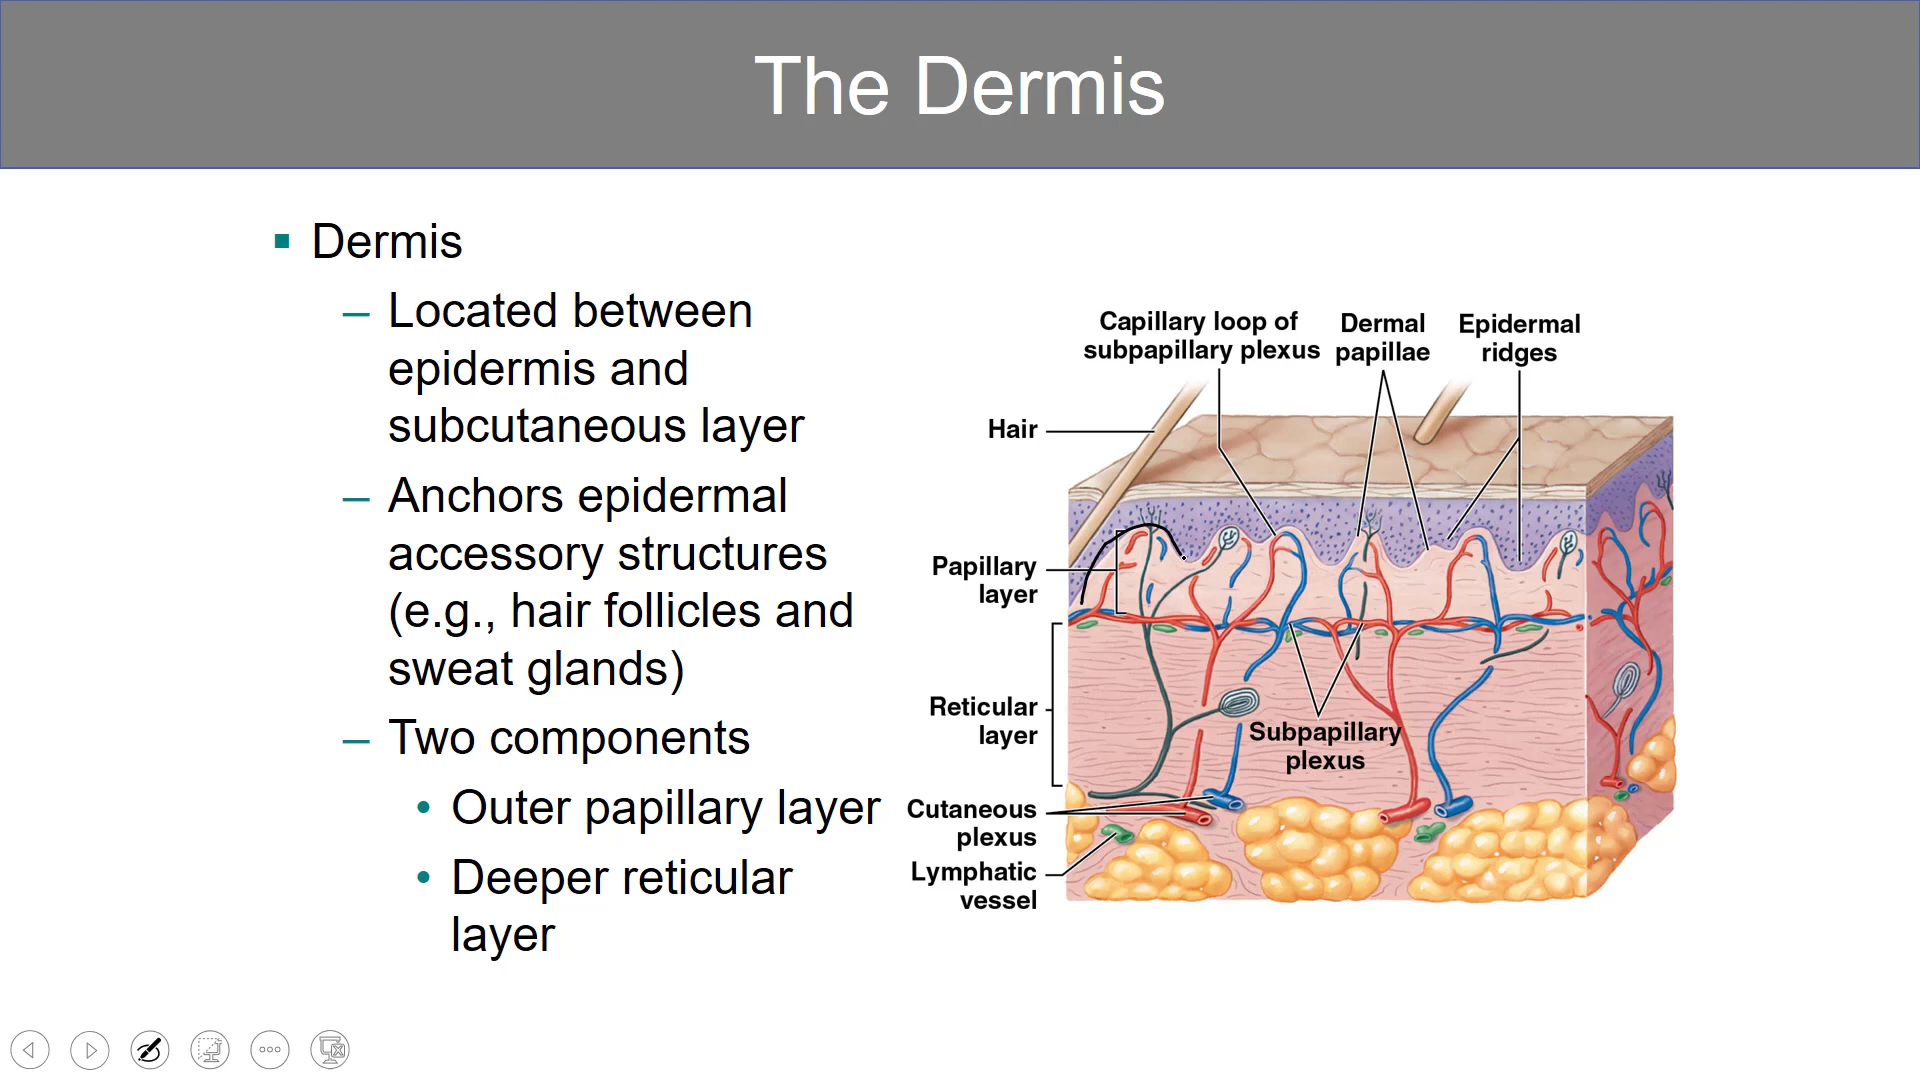 The Dermis
▪ Dermis
– Located between
epidermis and
subcutaneous layer
– Anchors epidermal
accessory structures
(e.g., hair follicles and
sweat glands)
– Two components
• Outer papillary layer
• Deeper reticular
layer
Capillary loop of
subpapillary plexus
Dermal
papillae
Epidermal
ridges
Hair
Papillary
layer
Reticular
layer
Subpapillary
plexus
Cutaneous
plexus
Lymphatic
vessel